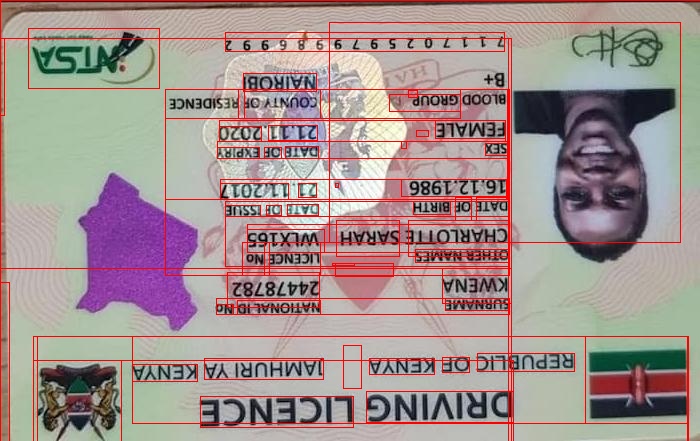 DRIVING LICENCE
REPUBLIC OF KENYA JAMHURI YA KENYA
SURNAME NATIONAL ID No
KWENA 24478782
OTHER NAMES LICENCE No
CHARLOTTE SARAH WLX165
DATE OF BIRTH DATE OF ISSUE
16.12.1986 21.11.2017
SEX DATE OF EXPIRY
FEMALE 21.11.2020
BLOOD GROUP COUNTY OF RESIDENCE
B+ NAIROBI
NTSA